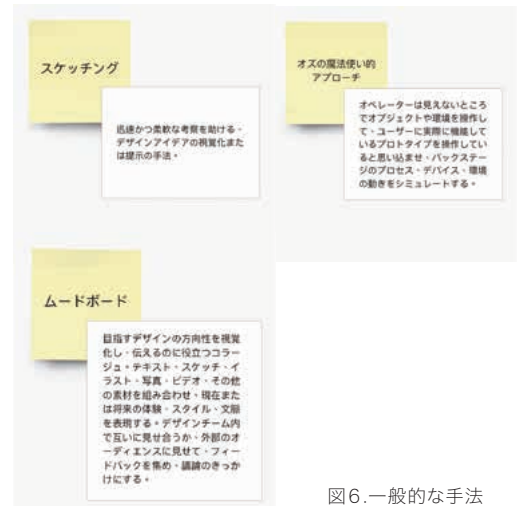 スケッチング
迅速かつ柔軟な考察を助ける・
デザインアイデアの視覚化また
は提示の手法。
オズの魔法使い的
アプローチ
オペレーターは見えないところ
でオブジェクトや環境を操作し
て・ユーザーに実際に機能して
いるプロトタイプを操作してい
ると思い込ませ・バックステー
ジのプロセス・デバイス・環境
の動きをシミュレートする。
ムードボード
目指すデザインの方向性を視覚
化し・伝えるのに役立つコラー
ジュ。テキスト・スケッチ・イ
ラスト・写真・ビデオ・その他
の素材を組み合わせ・現在また
は将来の体験・スタイル・文脈
を表現する。デザインチーム内
で互いに見せ合うか・外部のオ
ーディエンスに見せて・フィー
ドバックを集め・議論のきっか
けにする。
図6.一般的な手法